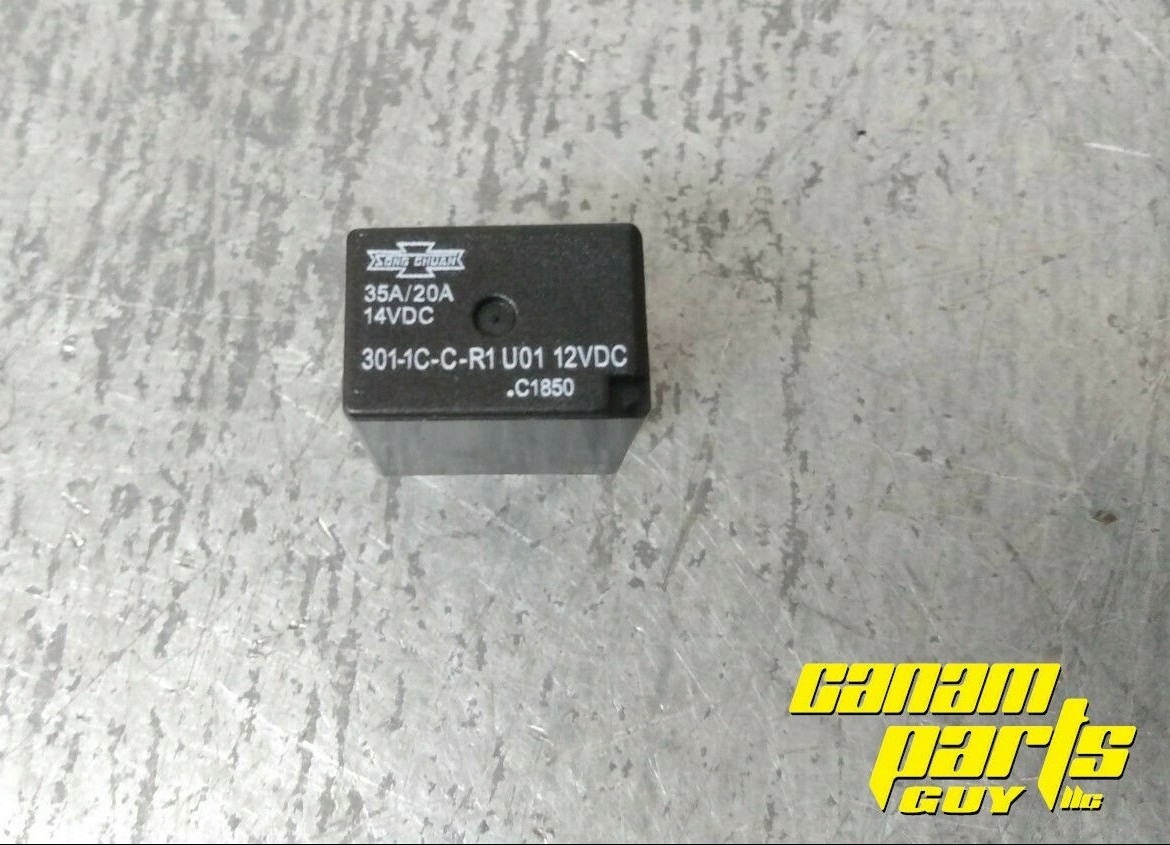 SONG CHUAN
35A/20A
14VDC
301-1C-C-R1 U01 12VDC
.C1850
canam
parts
GUY llc